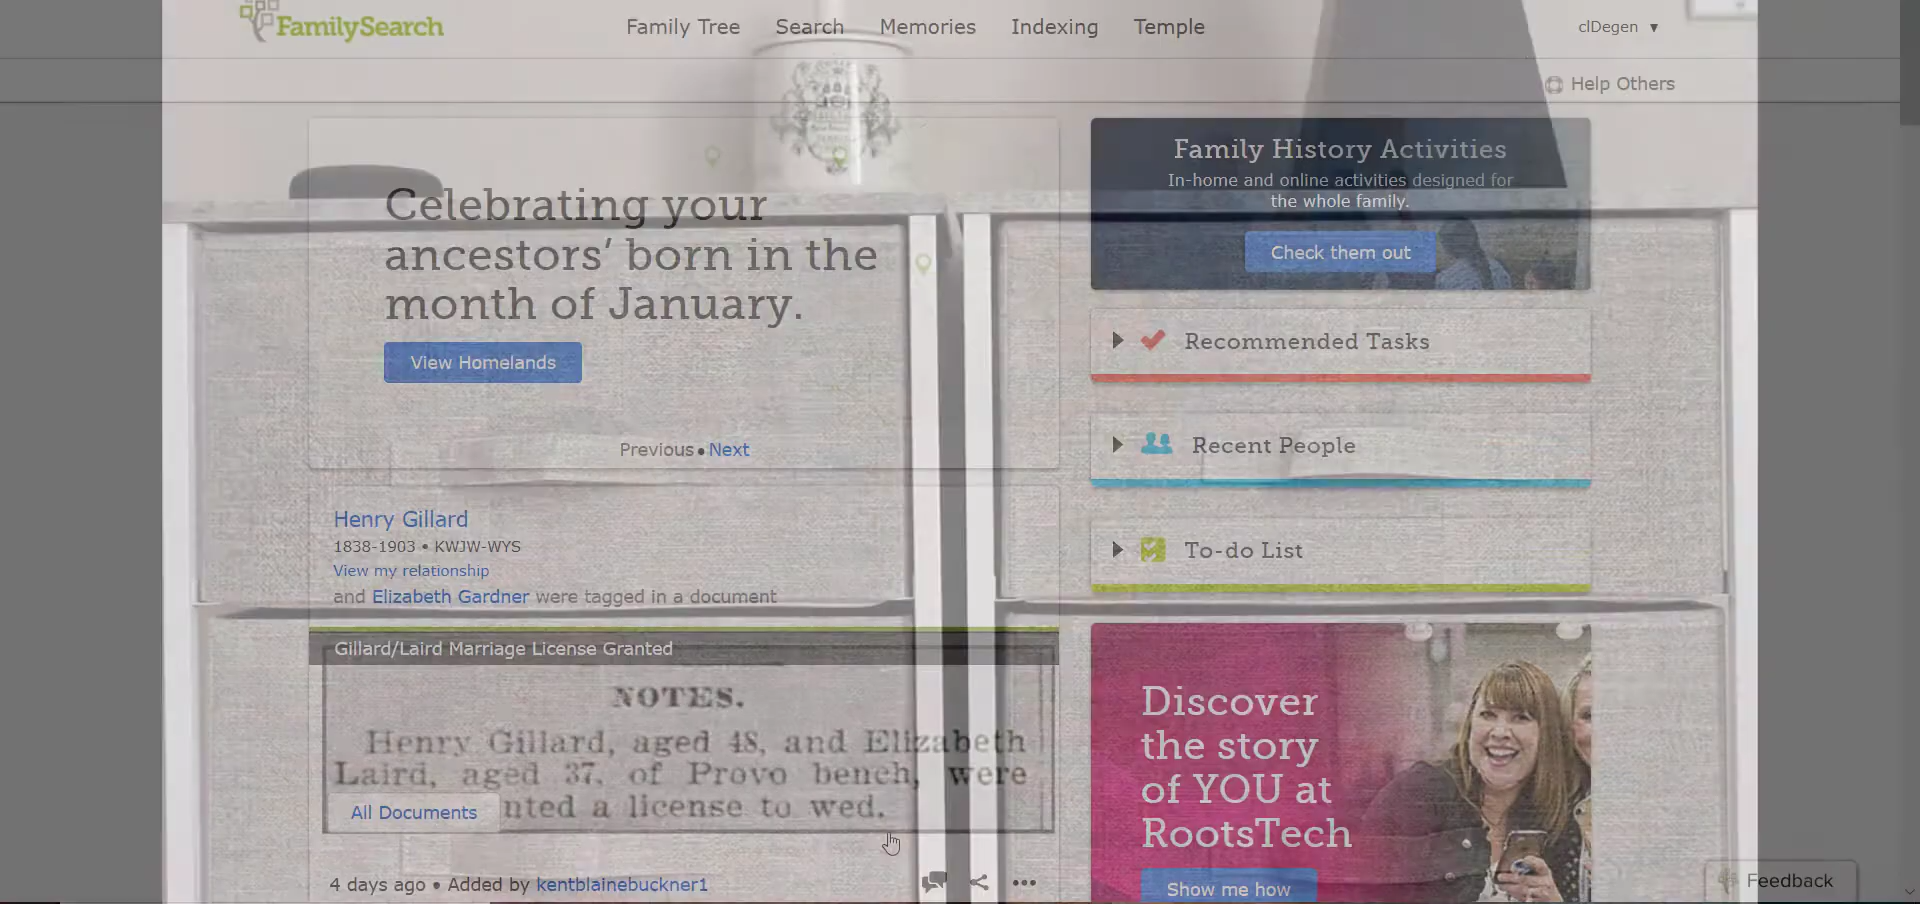 FamilySearch
Family Tree
Search
Memories
Indexing
Temple
clDegen
Help Others
Celebrating your
ancestors’ born in the
month of January.
View Homelands
Previous • Next
Henry Gillard
1838-1903 • KWJW-WYS
View my relationship
and Elizabeth Gardner were tagged in a document
Gillard/Laird Marriage License Granted
NOTES.
Henry Gillard, aged 48, and Elizabeth
Laird, aged 37, of Provo bench, were
nted a license to wed.
All Documents
4 days ago • Added by kentblainebuckner1
Family History Activities
In-home and online activities designed for
the whole family.
Check them out
Recommended Tasks
Recent People
To-do List
Discover
the story
of YOU at
RootsTech
Show me how
Feedback